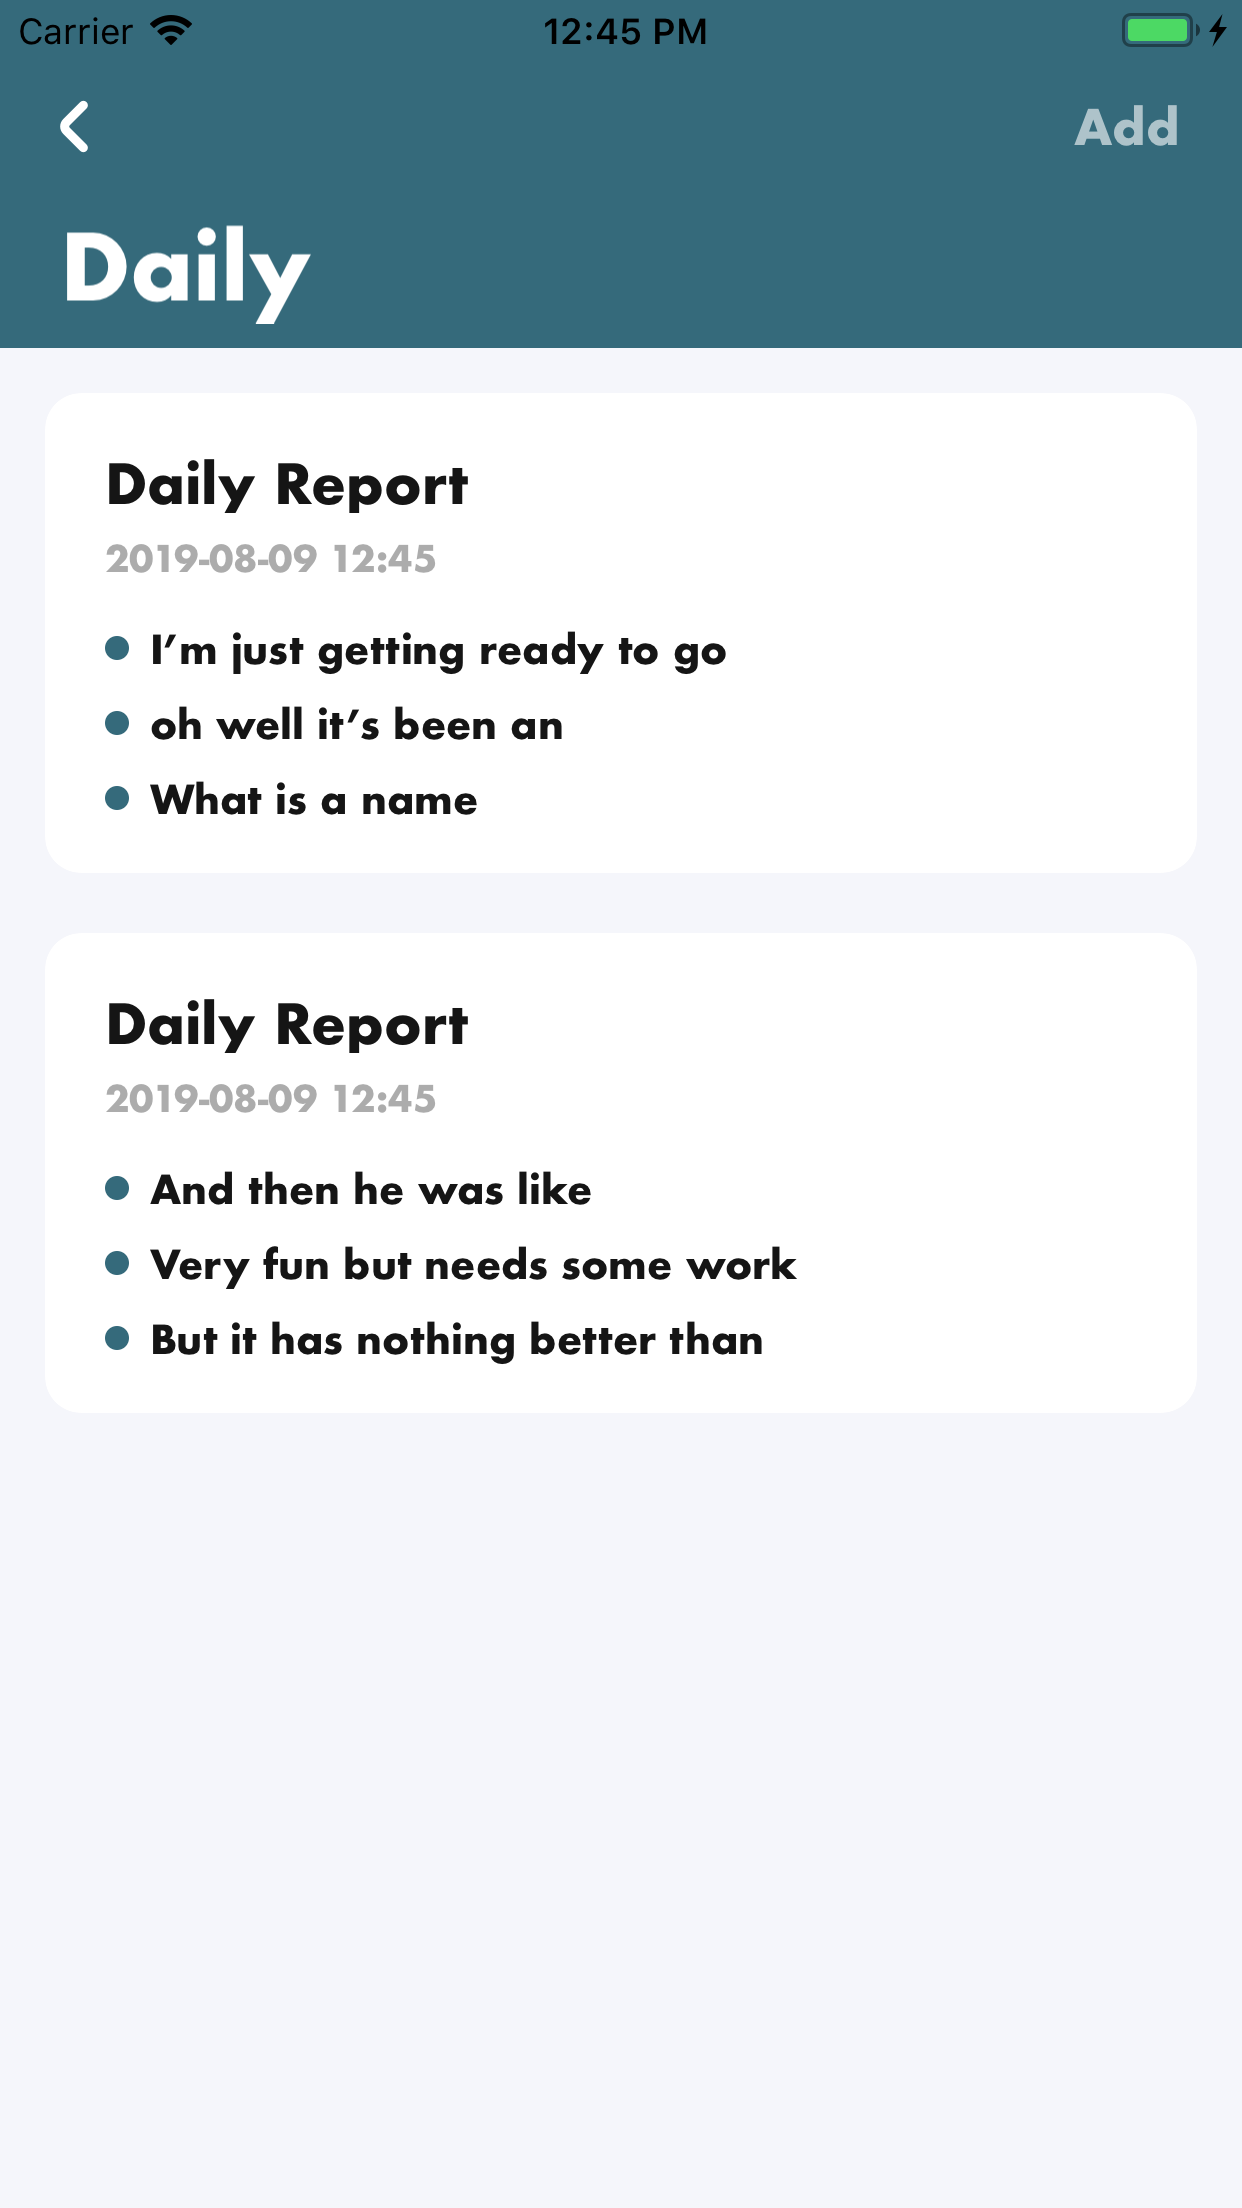 Carrier 12:45 PM
Add
Daily
Daily Report
2019-08-09 12:45
I’m just getting ready to go
oh well it’s been an
What is a name
Daily Report
2019-08-09 12:45
And then he was like
Very fun but needs some work
But it has nothing better than